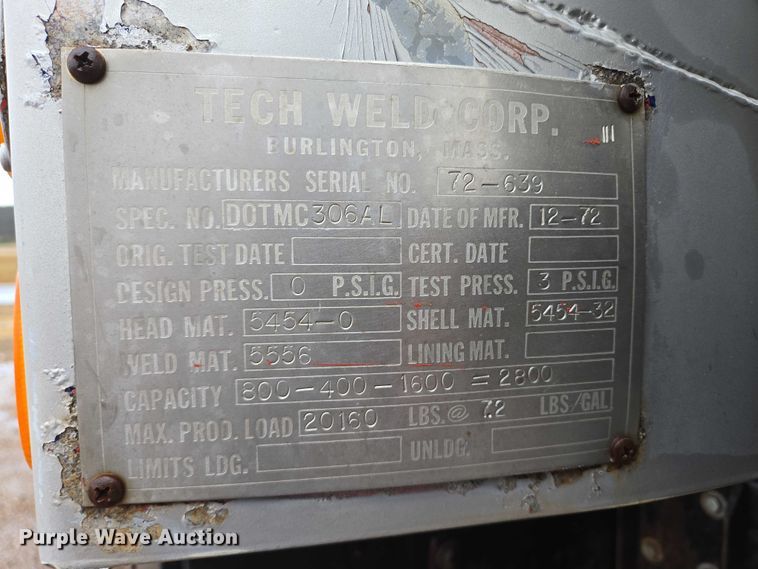 TECH WELD CORP.
BURLINGTON, MASS.
MANUFACTURERS SERIAL NO. 72-639
SPEC. NO. DOTMC306AL DATE OF MFR. 12-72
ORIG. TEST DATE CERT. DATE
DESIGN PRESS. 0 P.S.I.G. TEST PRESS. 3 P.S.I.G.
HEAD MAT. 5454-0 SHELL MAT. 5454-32
WELD MAT. 5556 LINING MAT.
CAPACITY 800-400-1600 = 2800
MAX. PROD. LOAD 20160 LBS. @ 7.2 LBS/GAL
LIMITS LDG. UNLDG.
Purple Wave Auction